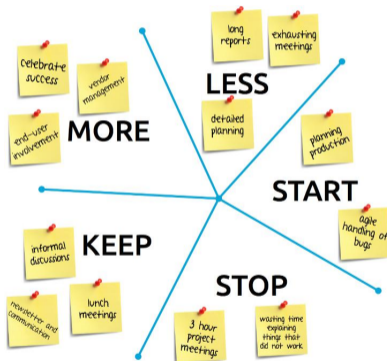 long
reports
exhausting
meetings
LESS
detailed
planning
celebrate
success
vendor
management
end-user
involvement
MORE
planning
production
START
agile
handling of
bugs
KEEP
informal
discussions
newsletter and
communication
lunch
meetings
STOP
3 hour
project
meetings
wasting time
explaining
things that
did not work